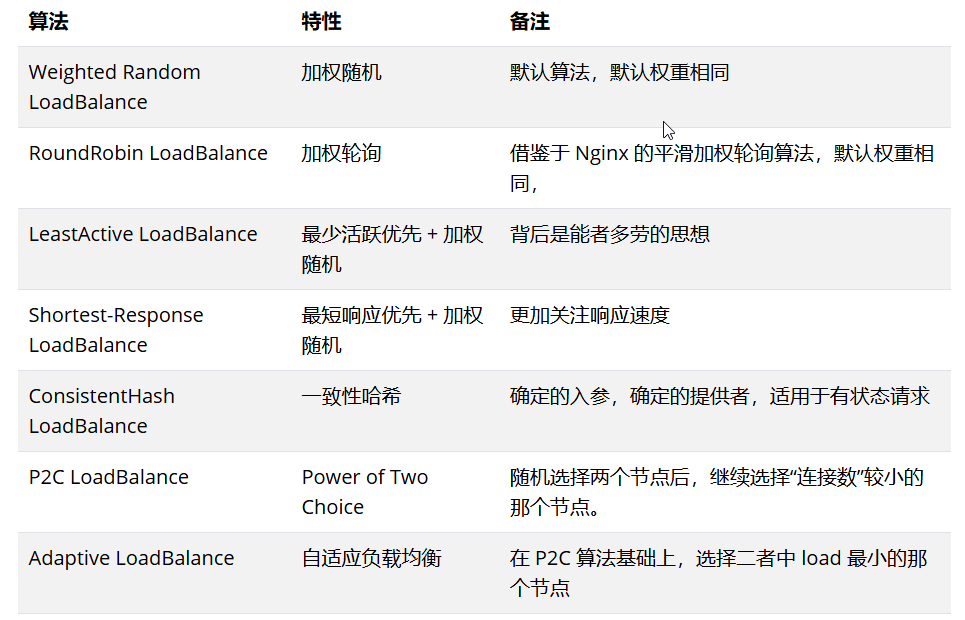 算法 特性 备注
Weighted Random 加权随机 默认算法，默认权重相同
LoadBalance
RoundRobin LoadBalance 加权轮询 借鉴于 Nginx 的平滑加权轮询算法，默认权重相
同，
LeastActive LoadBalance 最少活跃优先 + 加权 背后是能者多劳的思想
随机
Shortest-Response 最短响应优先 + 加权 更加关注响应速度
LoadBalance 随机
ConsistentHash 一致性哈希 确定的入参，确定的提供者，适用于有状态请求
LoadBalance
P2C LoadBalance Power of Two 随机选择两个节点后，继续选择“连接数”较小的
Choice 那个节点。
Adaptive LoadBalance 自适应负载均衡 在 P2C 算法基础上，选择二者中 load 最小的那
个节点